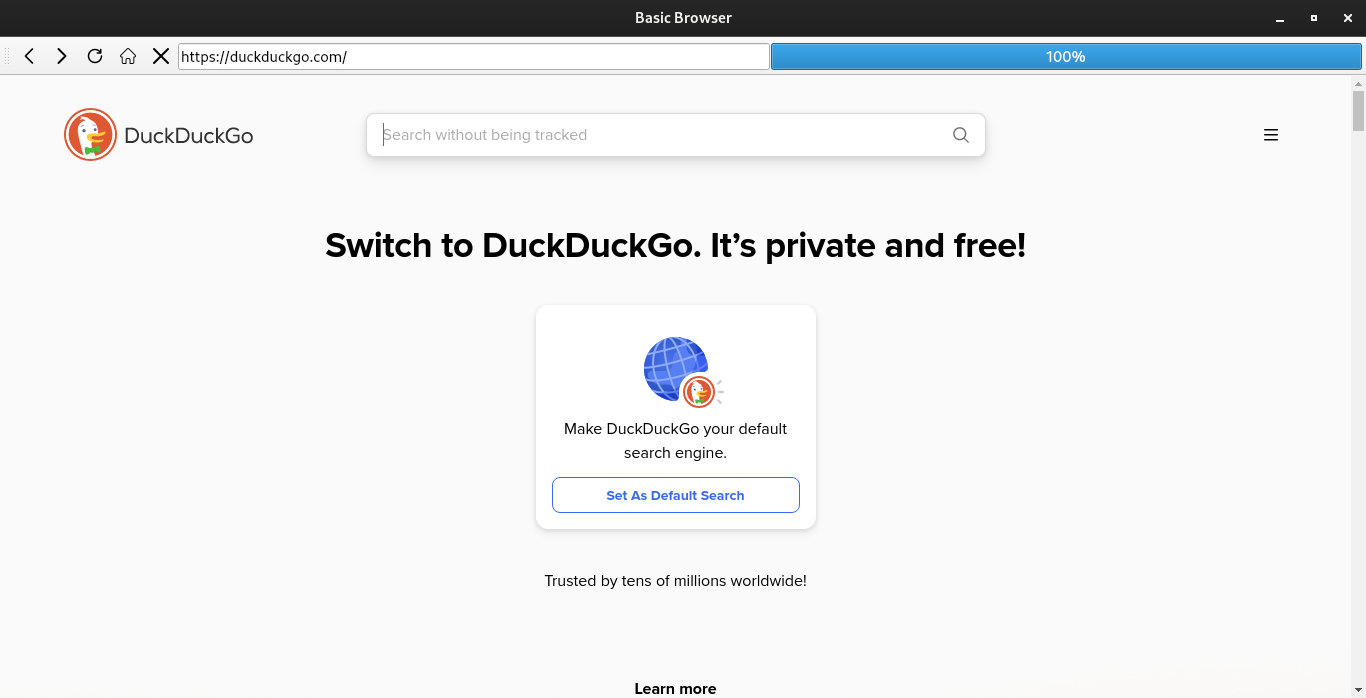 Basic Browser
https://duckduckgo.com/
100%
DuckDuckGo
Search without being tracked
Switch to DuckDuckGo. It’s private and free!
Make DuckDuckGo your default
search engine.
Set As Default Search
Trusted by tens of millions worldwide!
Learn more